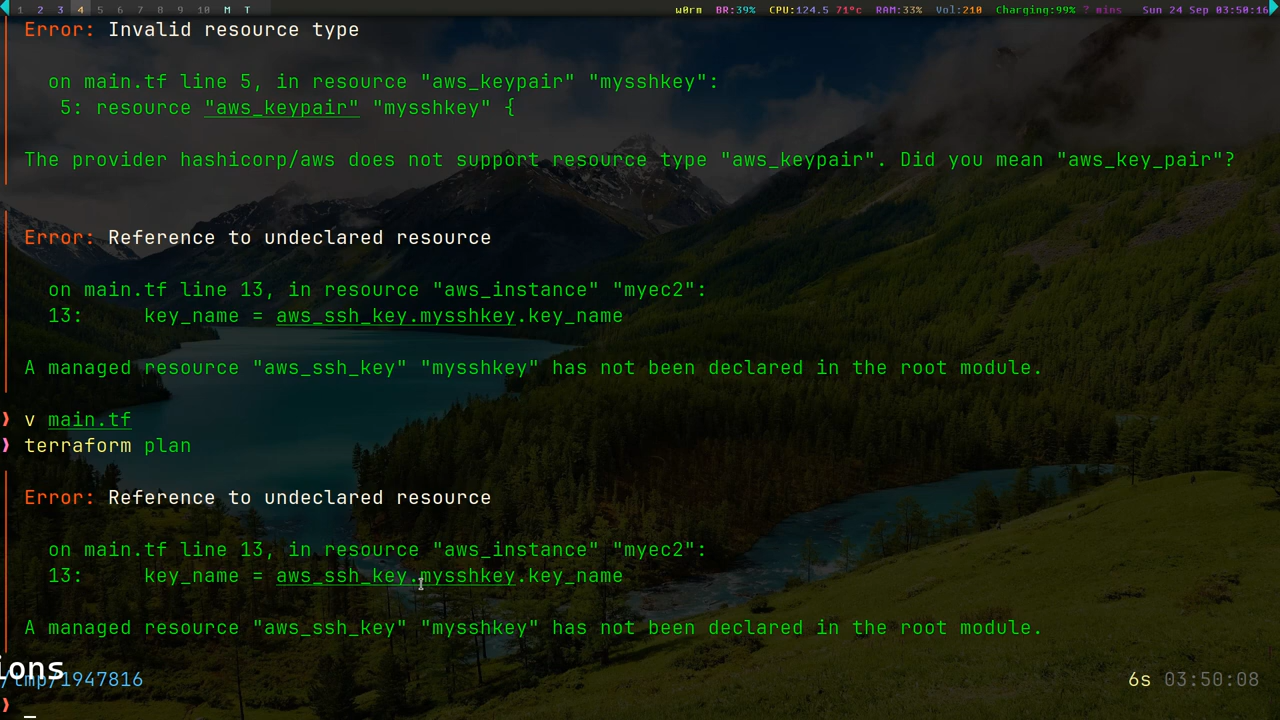 1 2 3 4 5 6 7 8 9 10 M T w0rm BR:39% CPU:124.5 71°c RAM:33% Vol:210 Charging:99% ? mins Sun 24 Sep 03:50:16
Error: Invalid resource type
on main.tf line 5, in resource "aws_keypair" "mysshkey":
5: resource "aws_keypair" "mysshkey" {
The provider hashicorp/aws does not support resource type "aws_keypair". Did you mean "aws_key_pair"?
Error: Reference to undeclared resource
on main.tf line 13, in resource "aws_instance" "myec2":
13: key_name = aws_ssh_key.mysshkey.key_name
A managed resource "aws_ssh_key" "mysshkey" has not been declared in the root module.
❯ v main.tf
❯ terraform plan
Error: Reference to undeclared resource
on main.tf line 13, in resource "aws_instance" "myec2":
13: key_name = aws_ssh_key.mysshkey.key_name
A managed resource "aws_ssh_key" "mysshkey" has not been declared in the root module.
ions
/tmp/1947816 6s 03:50:08
❯